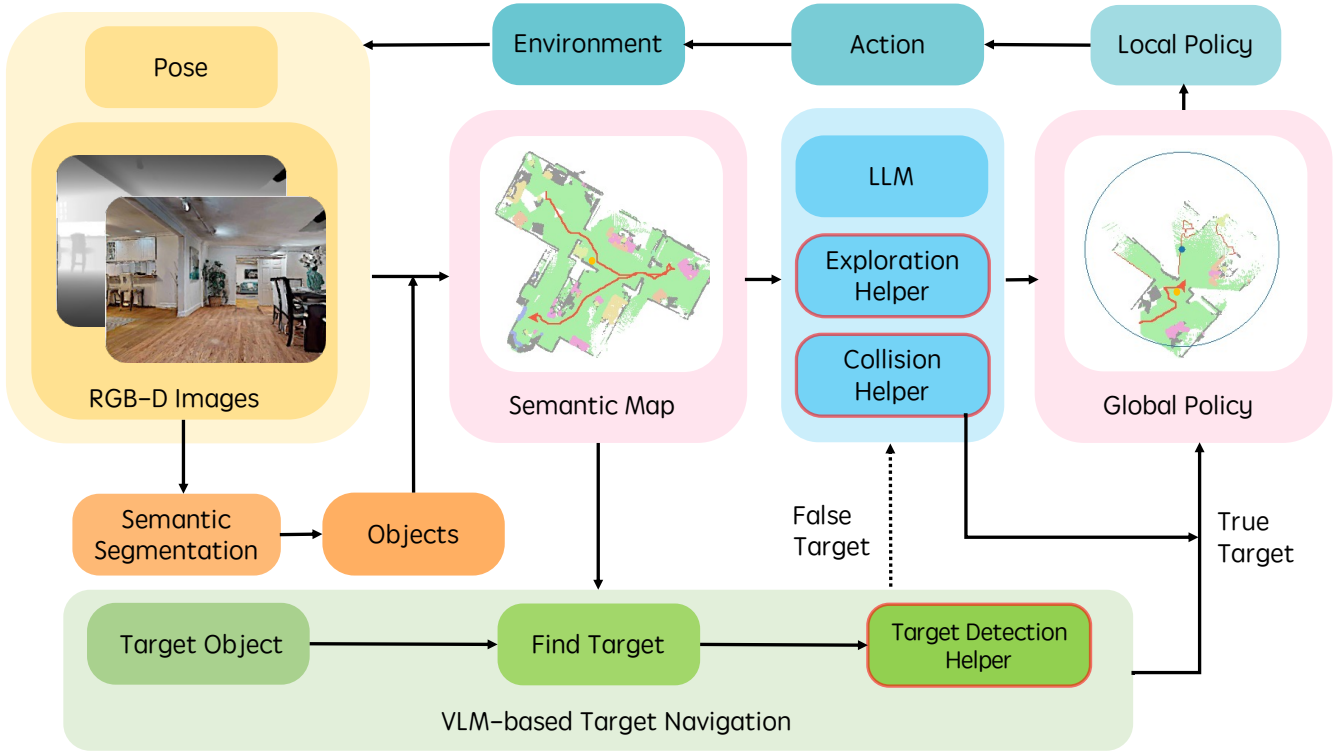 Pose
RGB-D Images
Environment
Action
Local Policy
Semantic Map
LLM
Exploration
Helper
Collision
Helper
Global Policy
Semantic
Segmentation
Objects
False
Target
True
Target
Target Object
Find Target
Target Detection
Helper
VLM-based Target Navigation